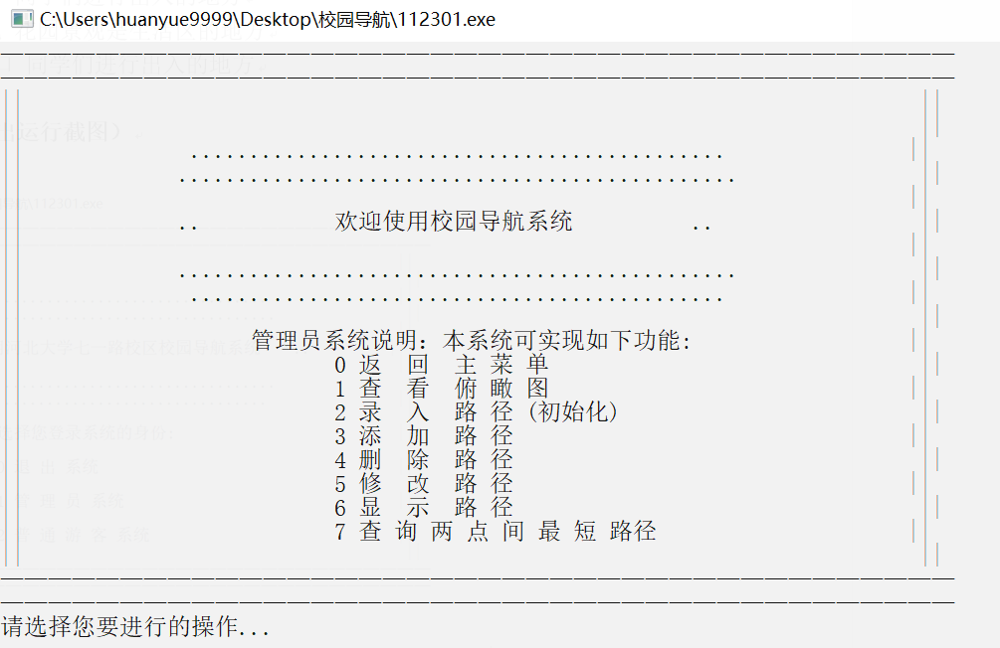 C:\Users\huanyue9999\Desktop\校园导航\112301.exe
..............................................
................................................
.. 欢迎使用校园导航系统 ..
................................................
..............................................
管理员系统说明：本系统可实现如下功能:
0 返 回 主 菜 单
1 查 看 俯 瞰 图
2 录 入 路 径 (初始化)
3 添 加 路 径
4 删 除 路 径
5 修 改 路 径
6 显 示 路 径
7 查 询 两 点 间 最 短 路径
请选择您要进行的操作...